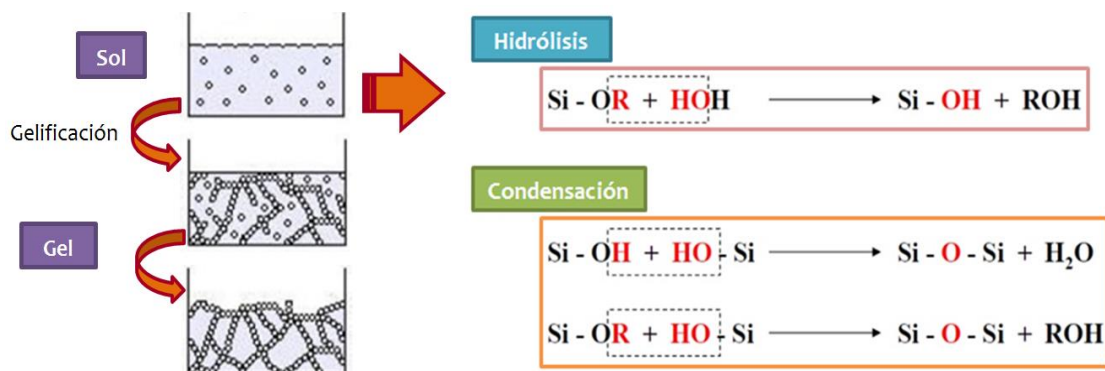 Sol
Gelificación
Gel
Hidrólisis
Si - OR + HOH → Si - OH + ROH
Condensación
Si - OH + HO - Si → Si - O - Si + H₂O
Si - OR + HO - Si → Si - O - Si + ROH